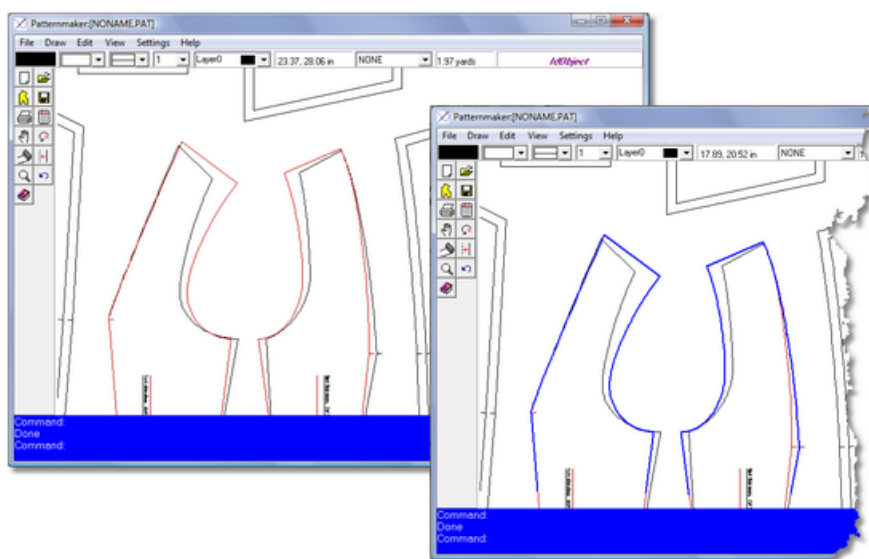 Patternmaker:[NONAME.PAT]
File Draw Edit View Settings Help
1 Layer0 23.37, 28.06 in NONE 1.97 yards IdObject
Command:
Done
Command:
Patternmaker:[NONAME.PAT]
File Draw Edit View Settings Help
1 Layer0 17.89, 20.52 in NONE
Command:
Done
Command: